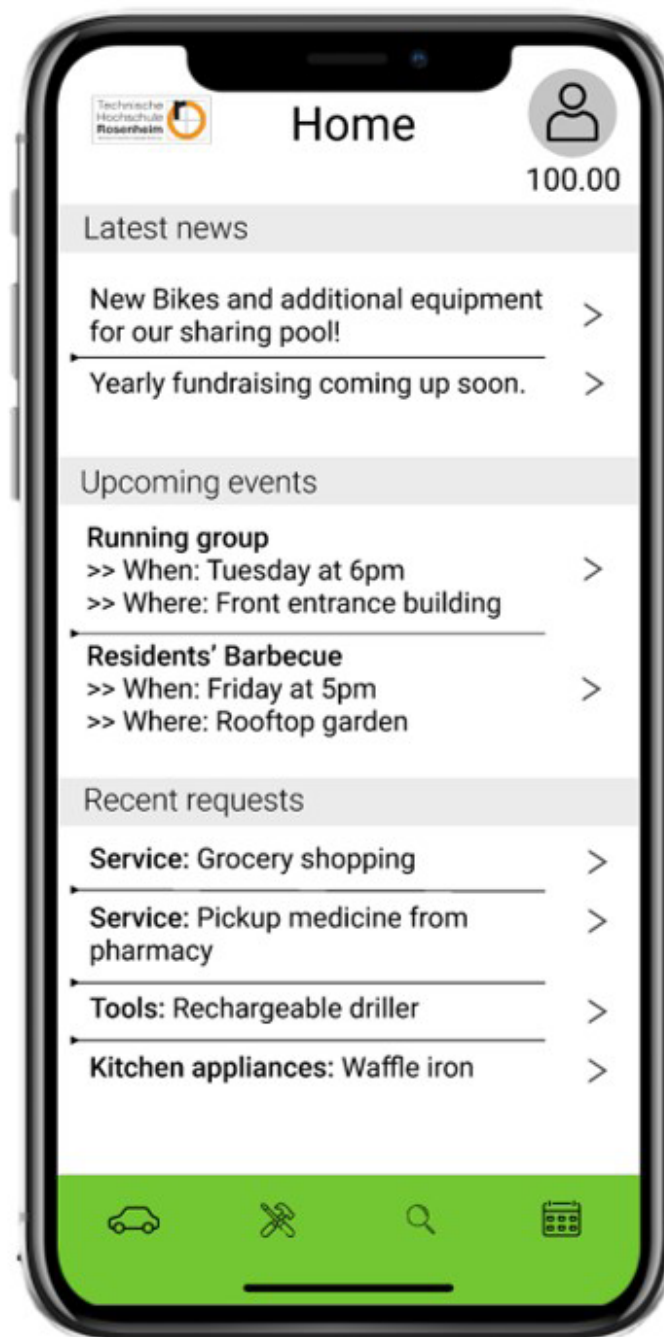 Technische
Hochschule
Rosenheim
Home
100.00
Latest news
New Bikes and additional equipment
for our sharing pool!
Yearly fundraising coming up soon.
Upcoming events
Running group
>> When: Tuesday at 6pm
>> Where: Front entrance building
Residents’ Barbecue
>> When: Friday at 5pm
>> Where: Rooftop garden
Recent requests
Service: Grocery shopping
Service: Pickup medicine from
pharmacy
Tools: Rechargeable driller
Kitchen appliances: Waffle iron